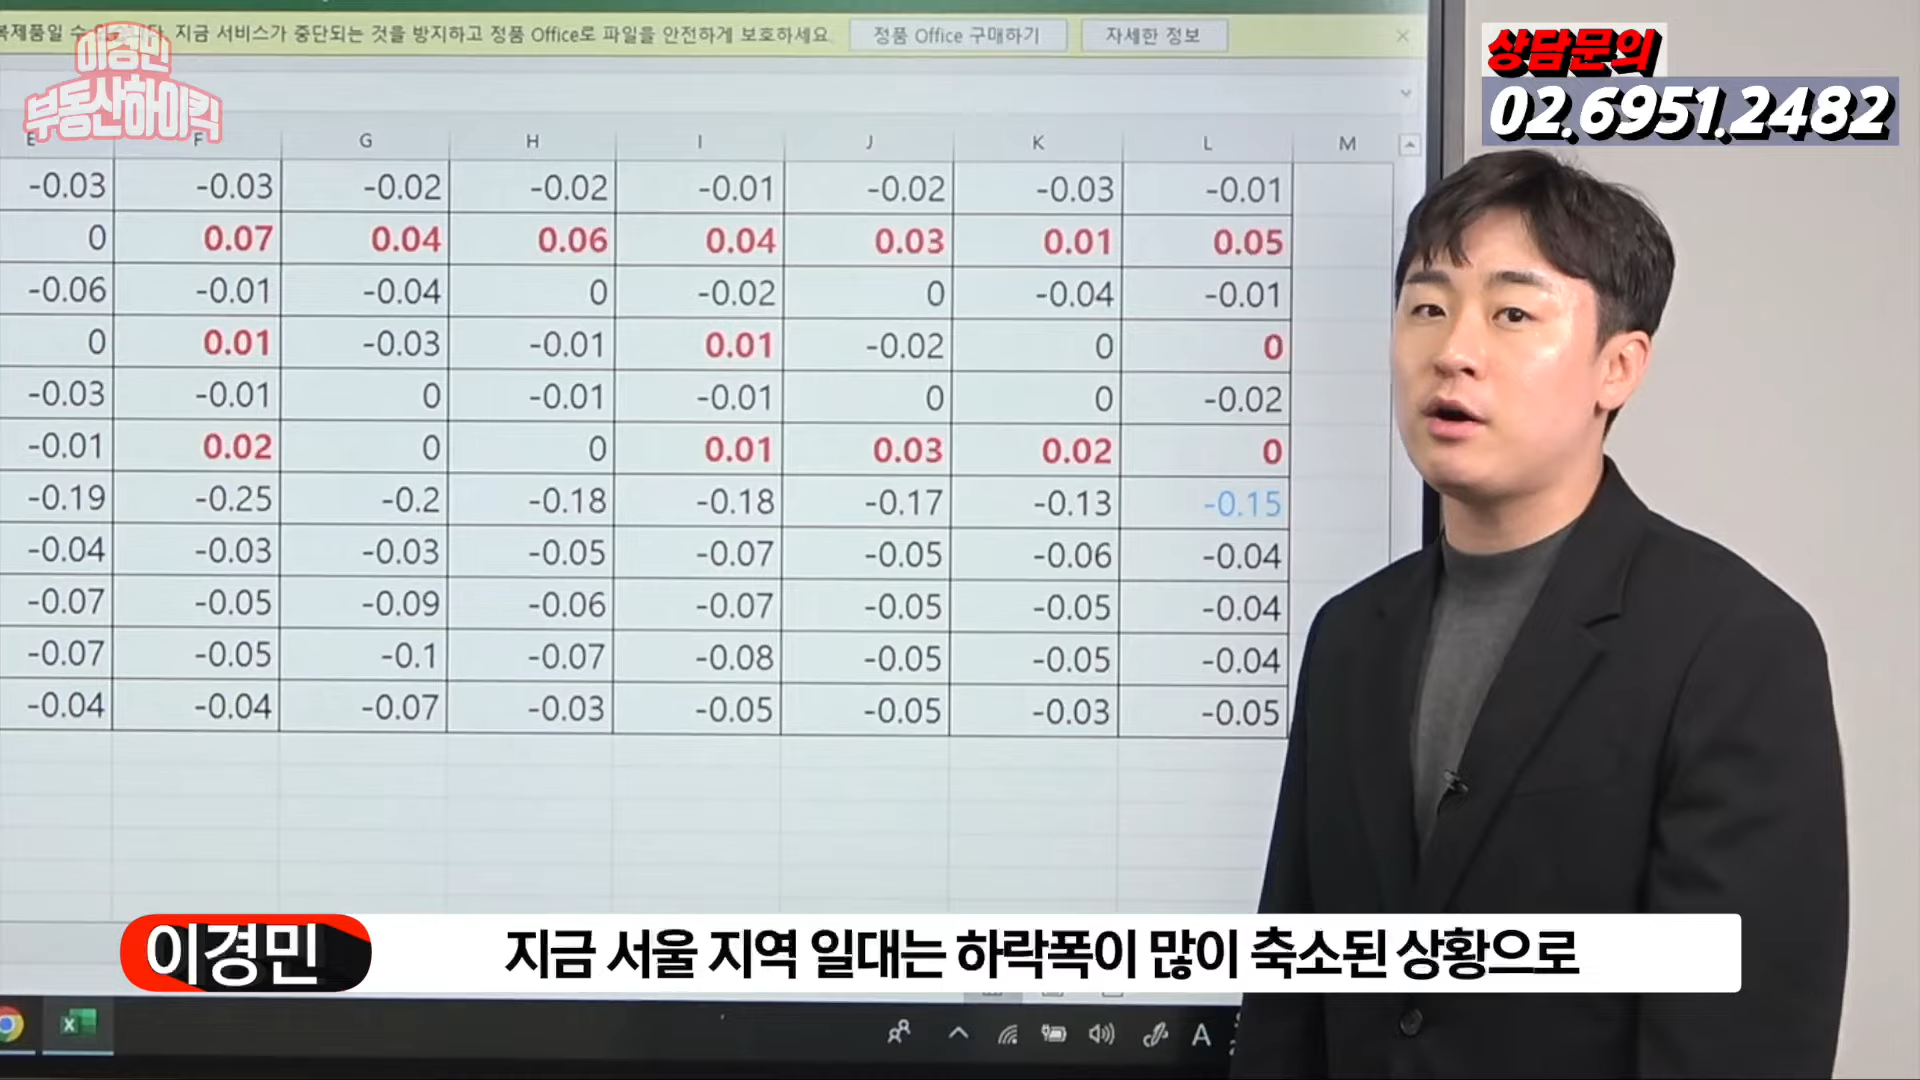 복제품일 수 있습니다. 지금 서비스가 중단되는 것을 방지하고 정품 Office로 파일을 안전하게 보호하세요.
정품 Office 구매하기
자세한 정보
이경민
부동산하이킥
상담문의
02.6951.2482
E F G H I J K L M
-0.03 -0.03 -0.02 -0.02 -0.01 -0.02 -0.03 -0.01
0 0.07 0.04 0.06 0.04 0.03 0.01 0.05
-0.06 -0.01 -0.04 0 -0.02 0 -0.04 -0.01
0 0.01 -0.03 -0.01 0.01 -0.02 0 0
-0.03 -0.01 0 -0.01 -0.01 0 0 -0.02
-0.01 0.02 0 0 0.01 0.03 0.02 0
-0.19 -0.25 -0.2 -0.18 -0.18 -0.17 -0.13 -0.15
-0.04 -0.03 -0.03 -0.05 -0.07 -0.05 -0.06 -0.04
-0.07 -0.05 -0.09 -0.06 -0.07 -0.05 -0.05 -0.04
-0.07 -0.05 -0.1 -0.07 -0.08 -0.05 -0.05 -0.04
-0.04 -0.04 -0.07 -0.03 -0.05 -0.05 -0.03 -0.05
이경민
지금 서울 지역 일대는 하락폭이 많이 축소된 상황으로
A